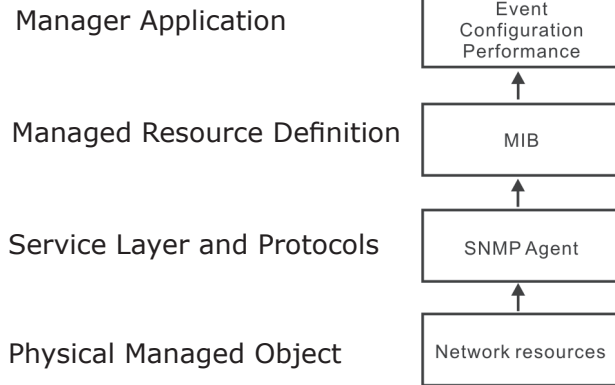 Manager Application
Event
Configuration
Performance
Managed Resource Definition
MIB
Service Layer and Protocols
SNMP Agent
Physical Managed Object
Network resources